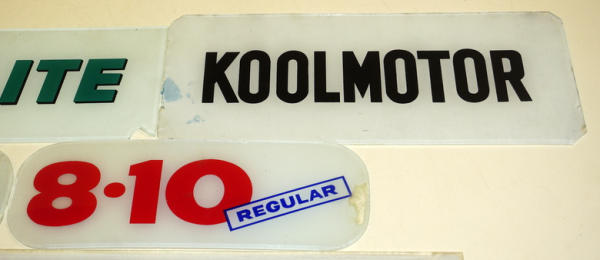 ITE
KOOLMOTOR
8·10
REGULAR